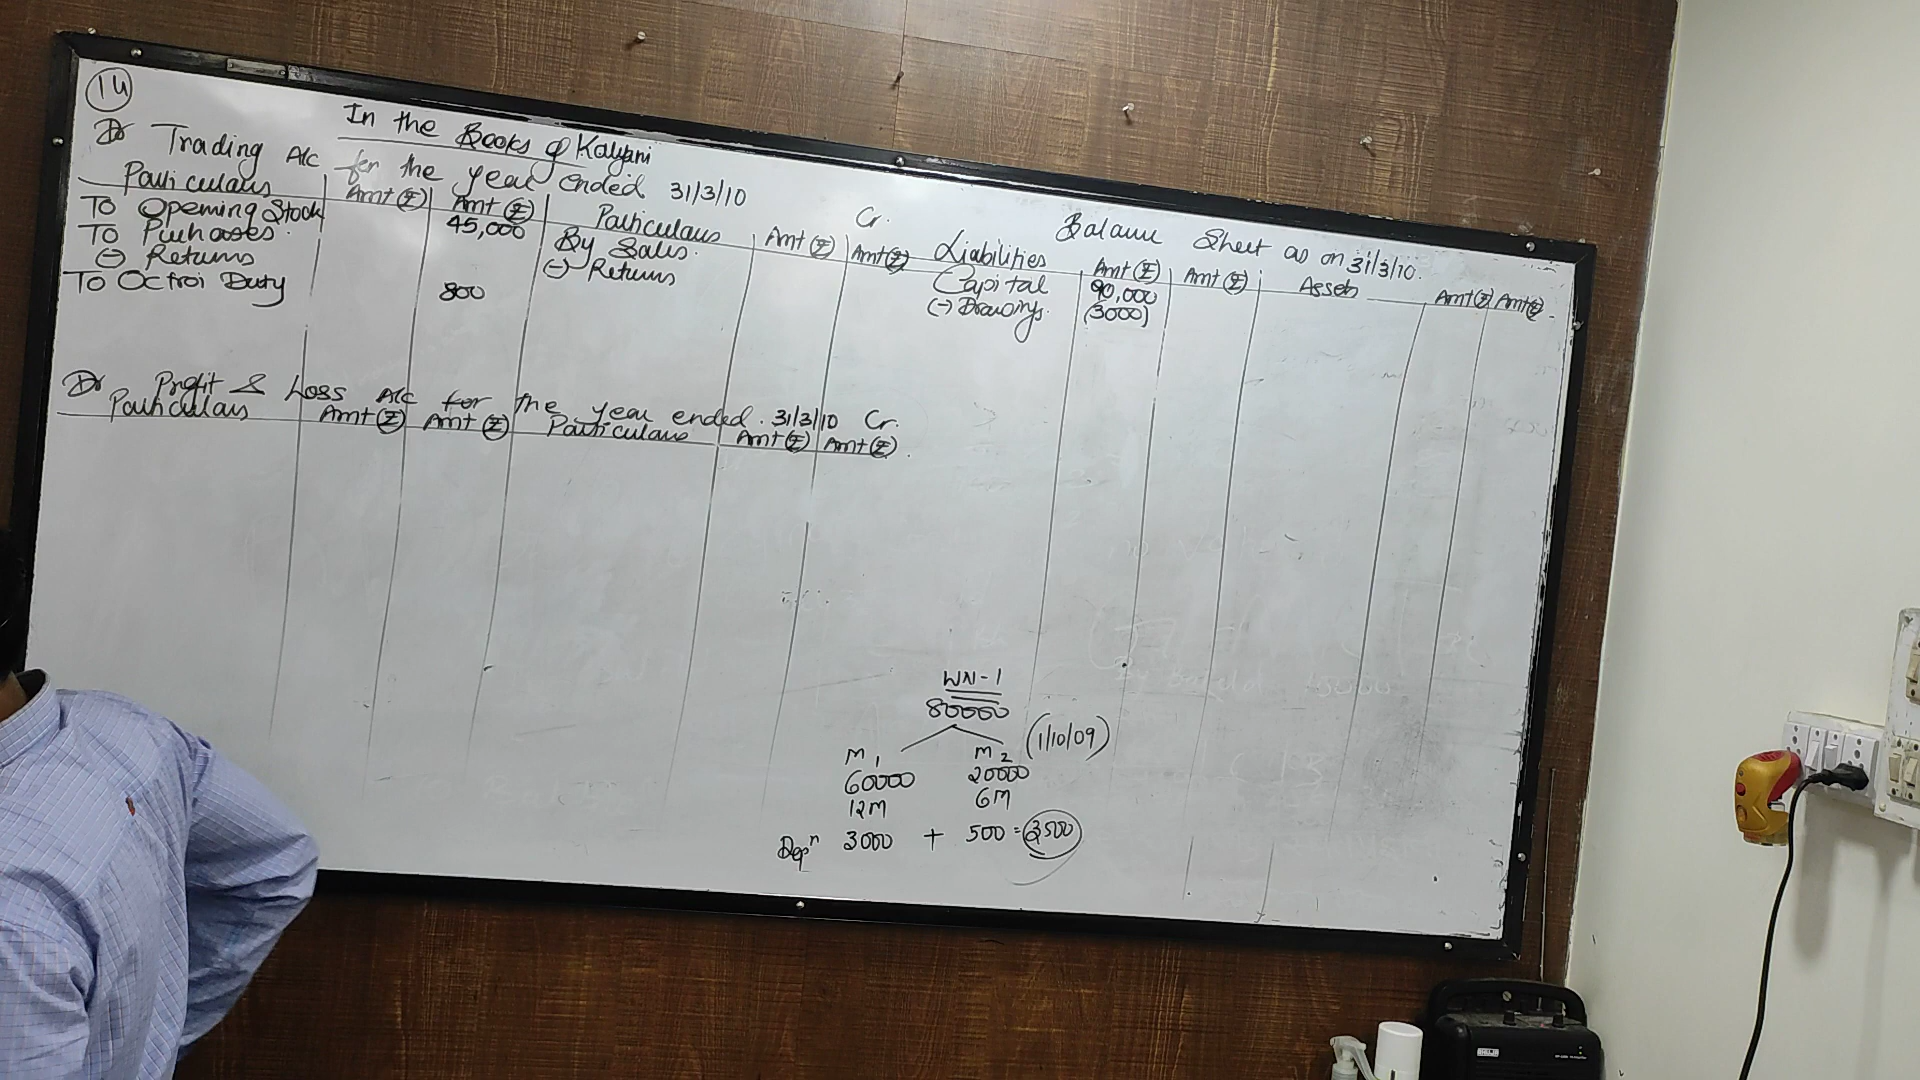 14
In the Books of Kalyani
Dr Trading A/c for the year ended 31/3/10 Cr.
Particulars Amt (₹) Amt (₹) Particulars Amt (₹) Amt (₹)
To Opening Stock 45,000 By Sales.
To Purchases. (-) Returns
(-) Returns
To Octroi Duty 800
Dr Profit & Loss A/c for the year ended. 31/3/10 Cr.
Particulars Amt (₹) Amt (₹) Particulars Amt (₹) Amt (₹)
Balance Sheet as on 31/3/10.
Liabilities Amt (₹) Amt (₹) Assets Amt (₹) Amt (₹)
Capital 90,000
(-) Drawings. (3000)
WN-1
80000
(1/10/09)
M1 M2
60000 20000
12M 6M
Depn 3000 + 500 = 3500
AHUJA